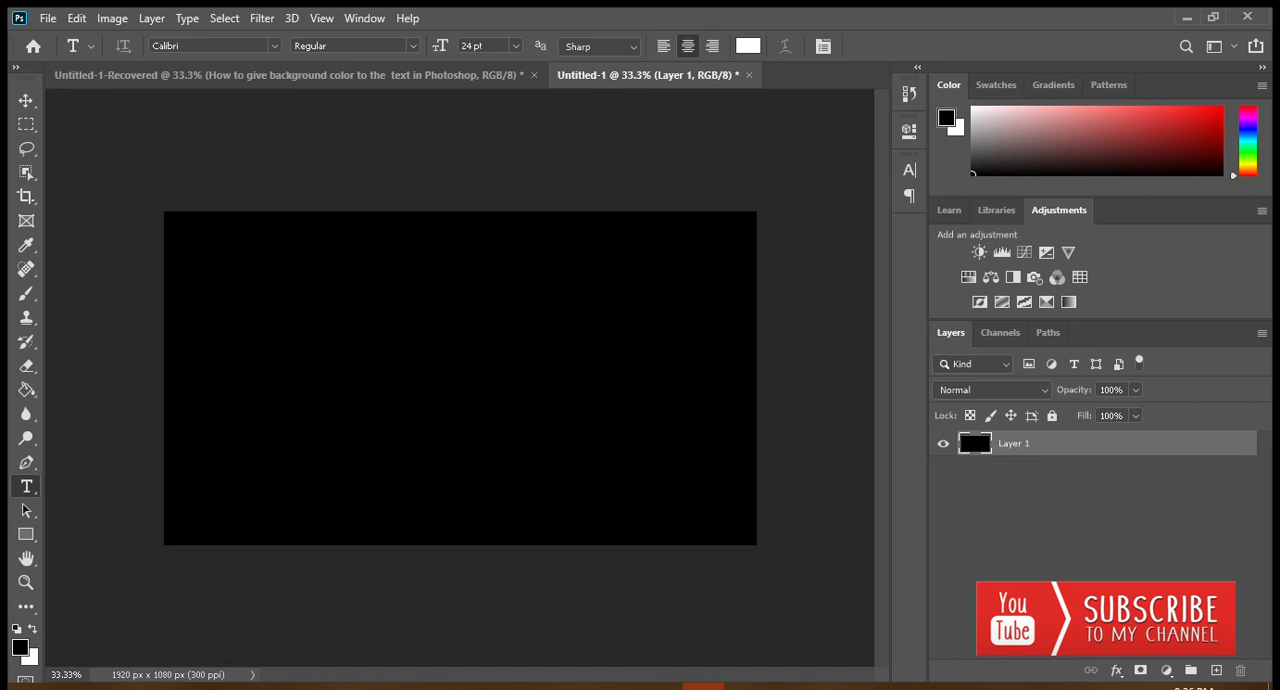 Ps File Edit Image Layer Type Select Filter 3D View Window Help
T Calibri Regular 24 pt Sharp
Untitled-1-Recovered @ 33.3% (How to give background color to the text in Photoshop, RGB/8) * Untitled-1 @ 33.3% (Layer 1, RGB/8) *
Color Swatches Gradients Patterns
Learn Libraries Adjustments
Add an adjustment
Layers Channels Paths
Kind
Normal Opacity: 100%
Lock: Fill: 100%
Layer 1
You Tube SUBSCRIBE
TO MY CHANNEL
33.33% 1920 px x 1080 px (300 ppi)